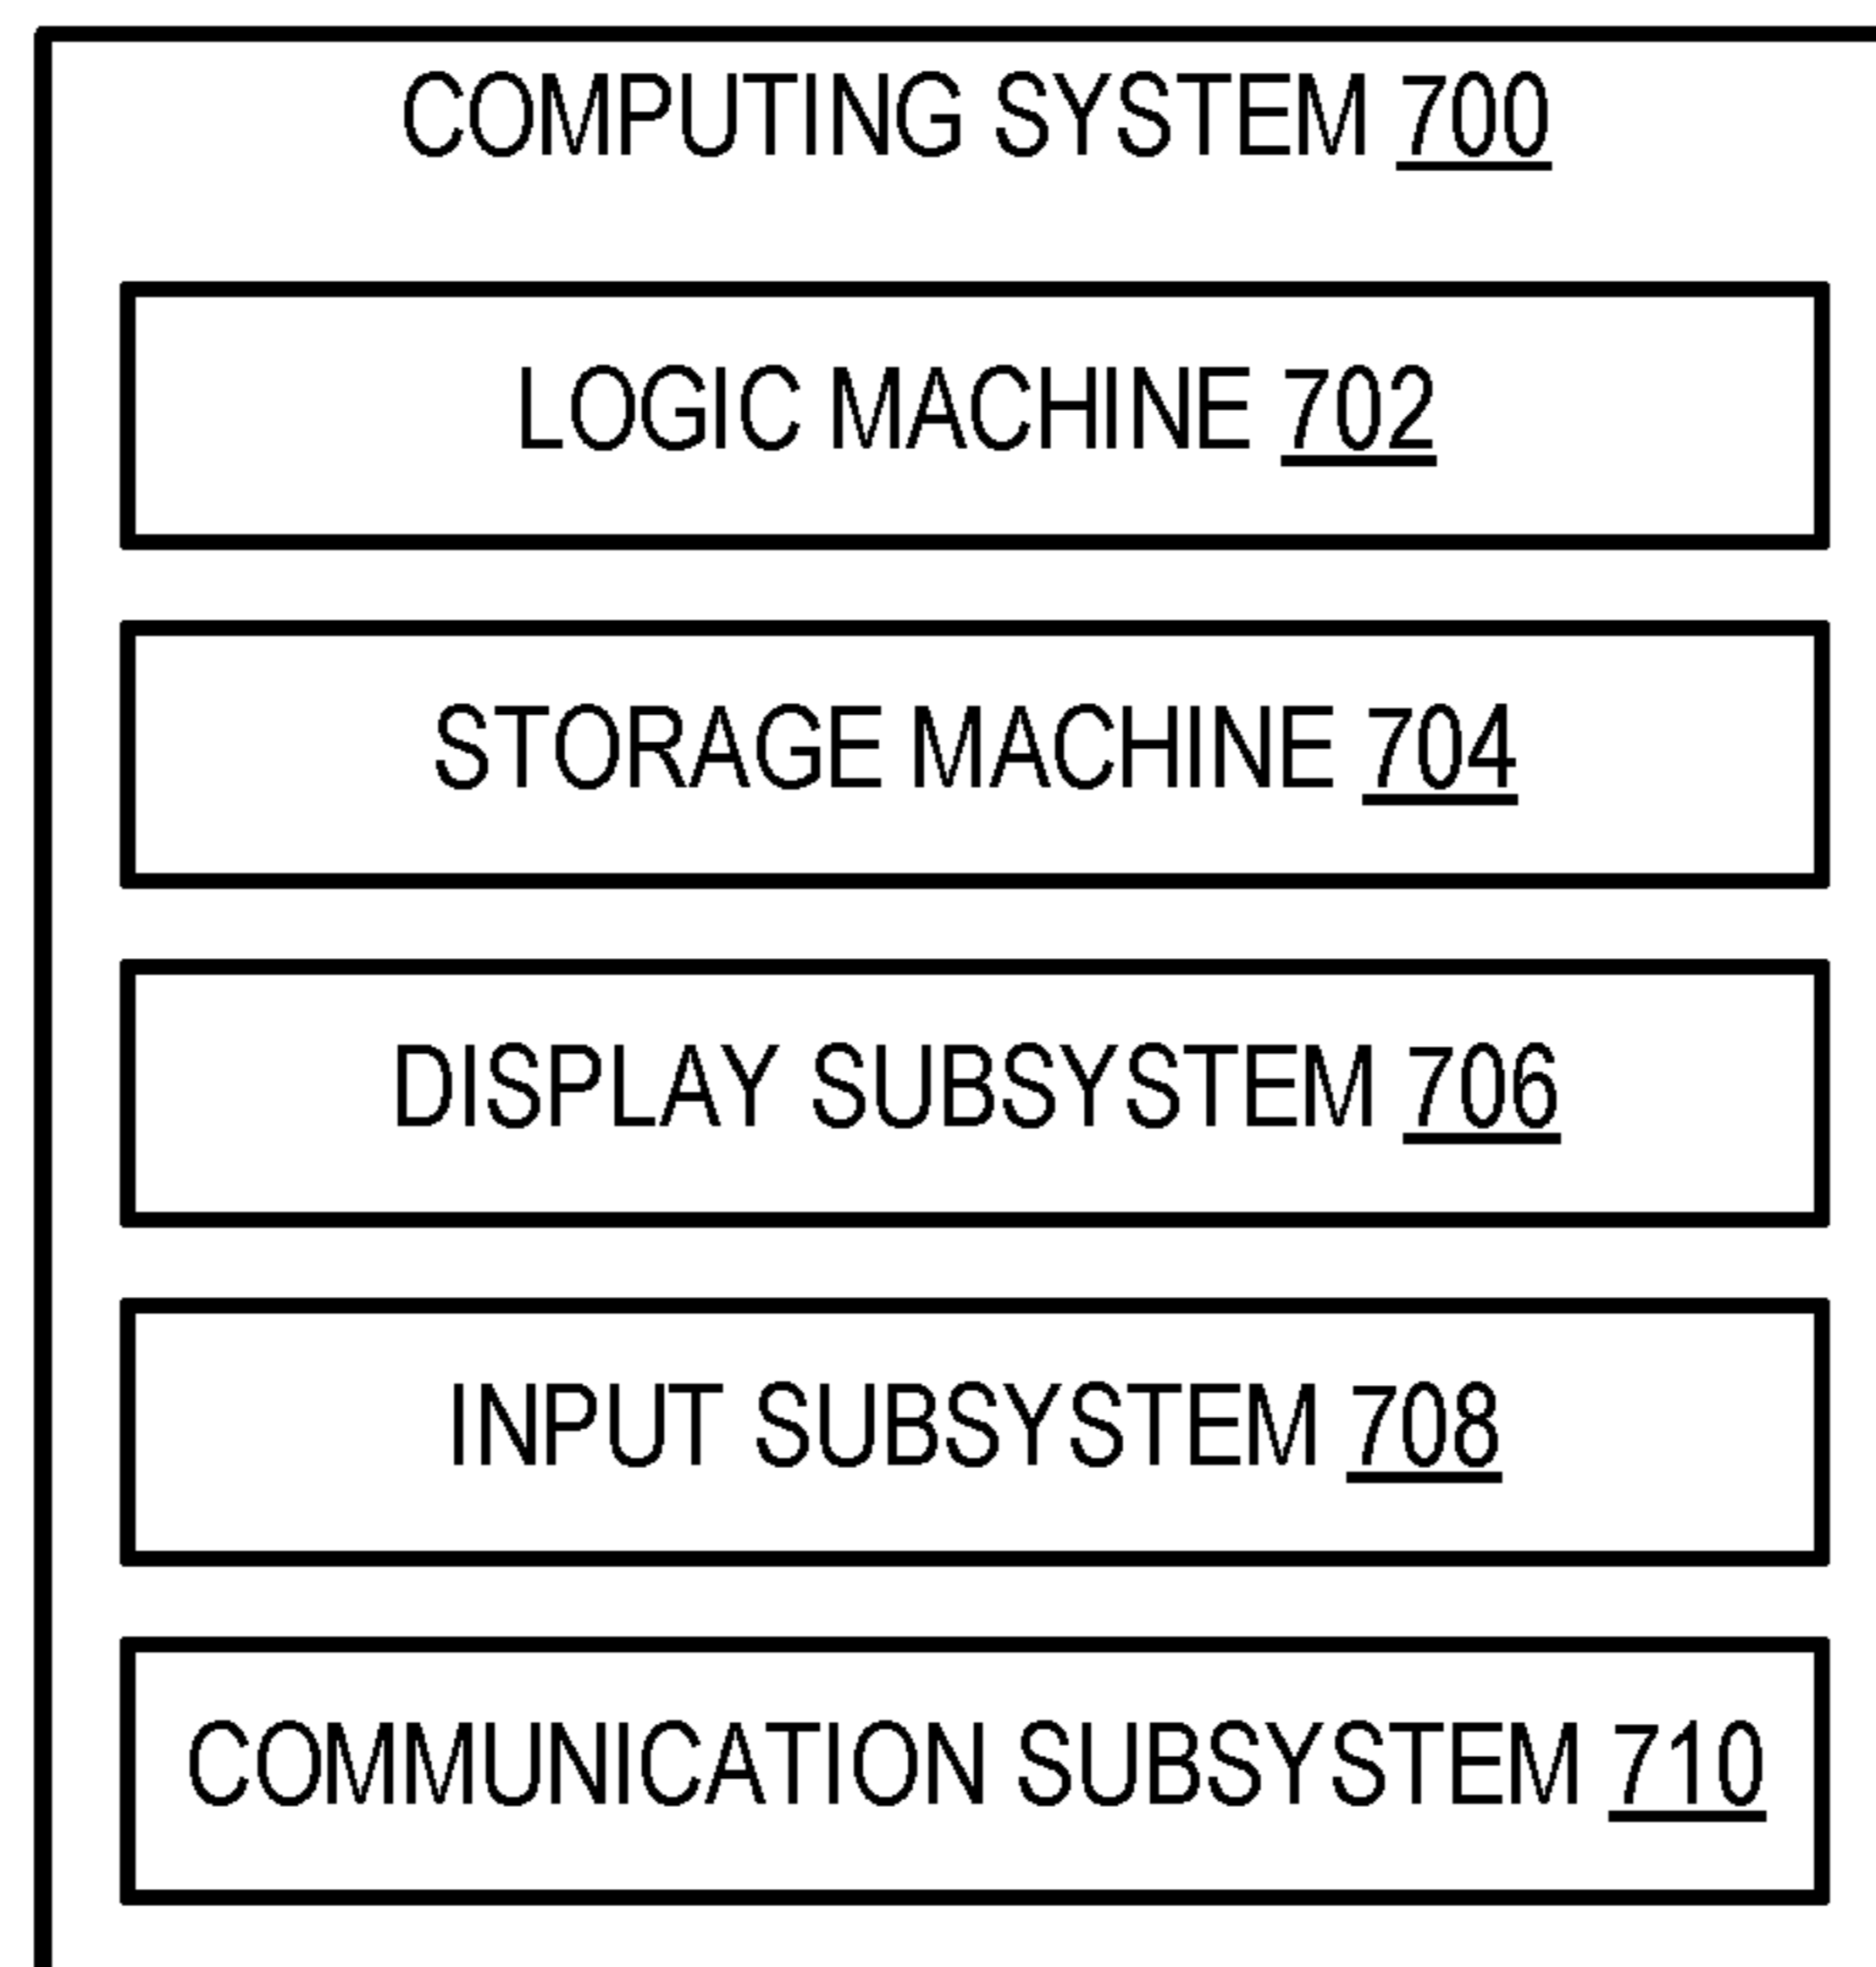 COMPUTING SYSTEM 700
LOGIC MACHINE 702
STORAGE MACHINE 704
DISPLAY SUBSYSTEM 706
INPUT SUBSYSTEM 708
COMMUNICATION SUBSYSTEM 710